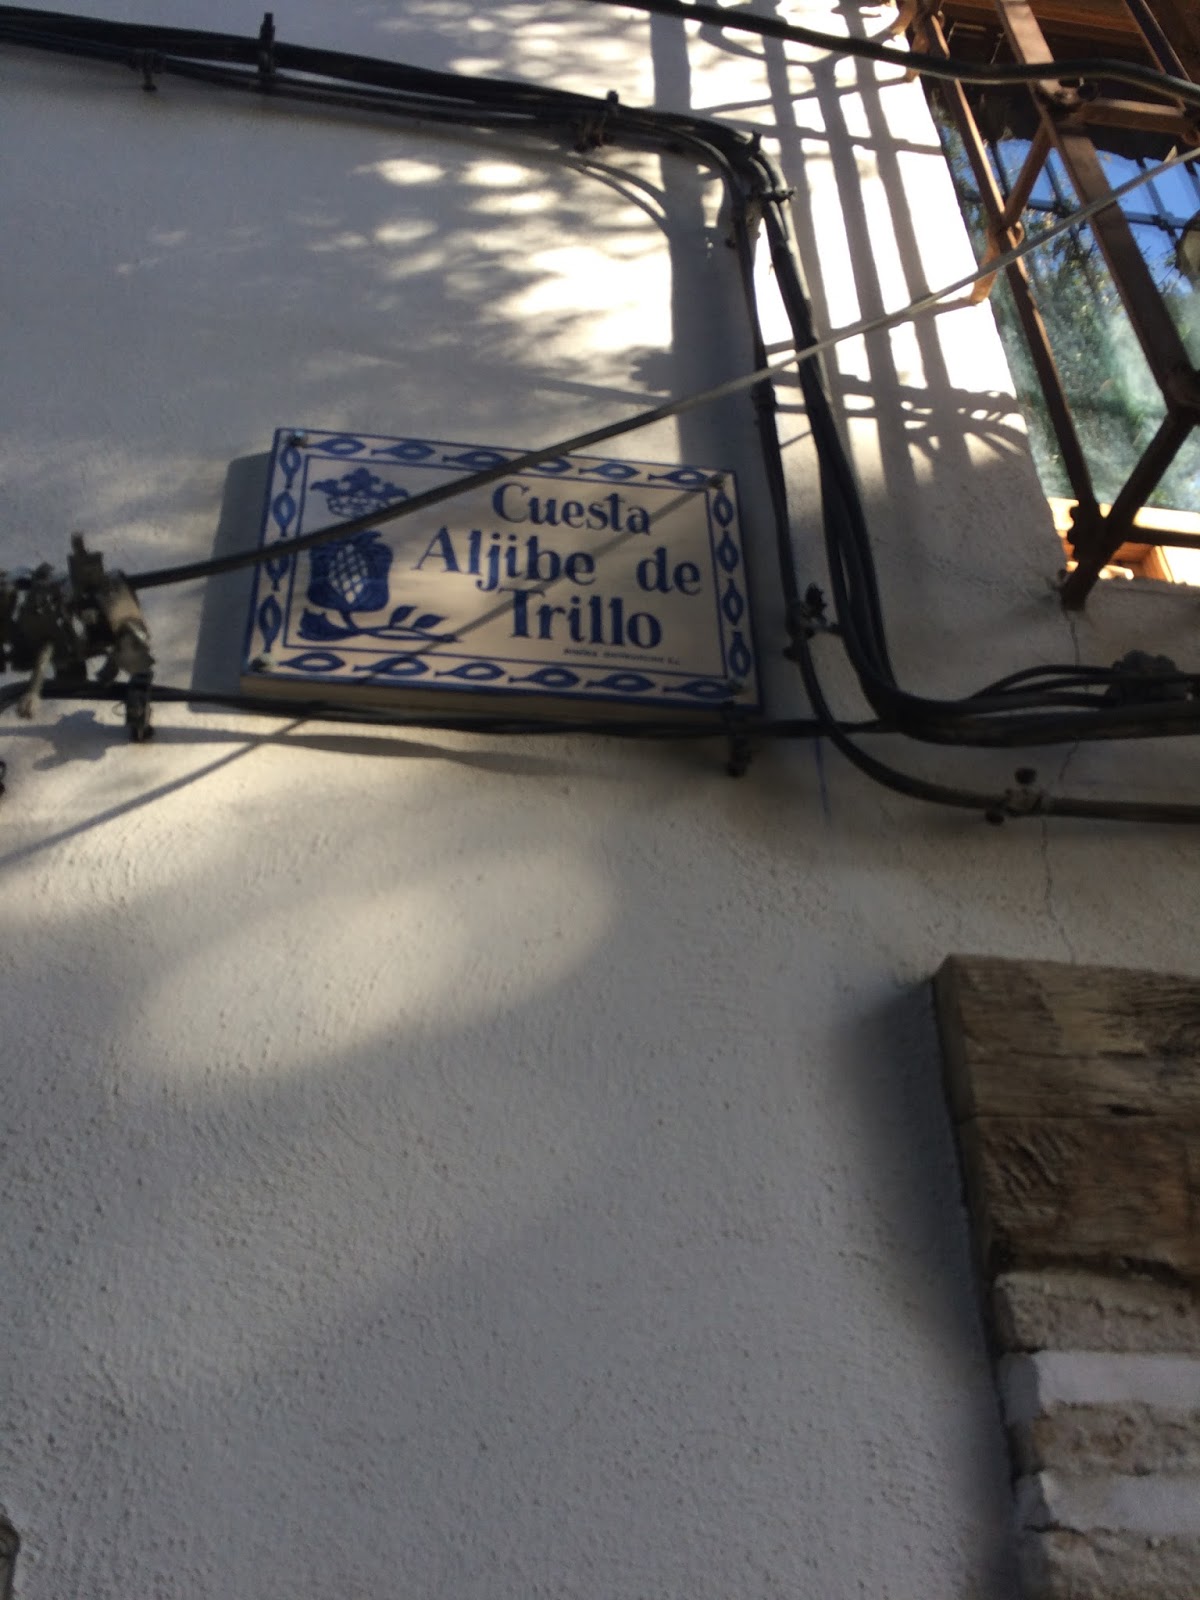 Cuesta
Aljibe de
Trillo